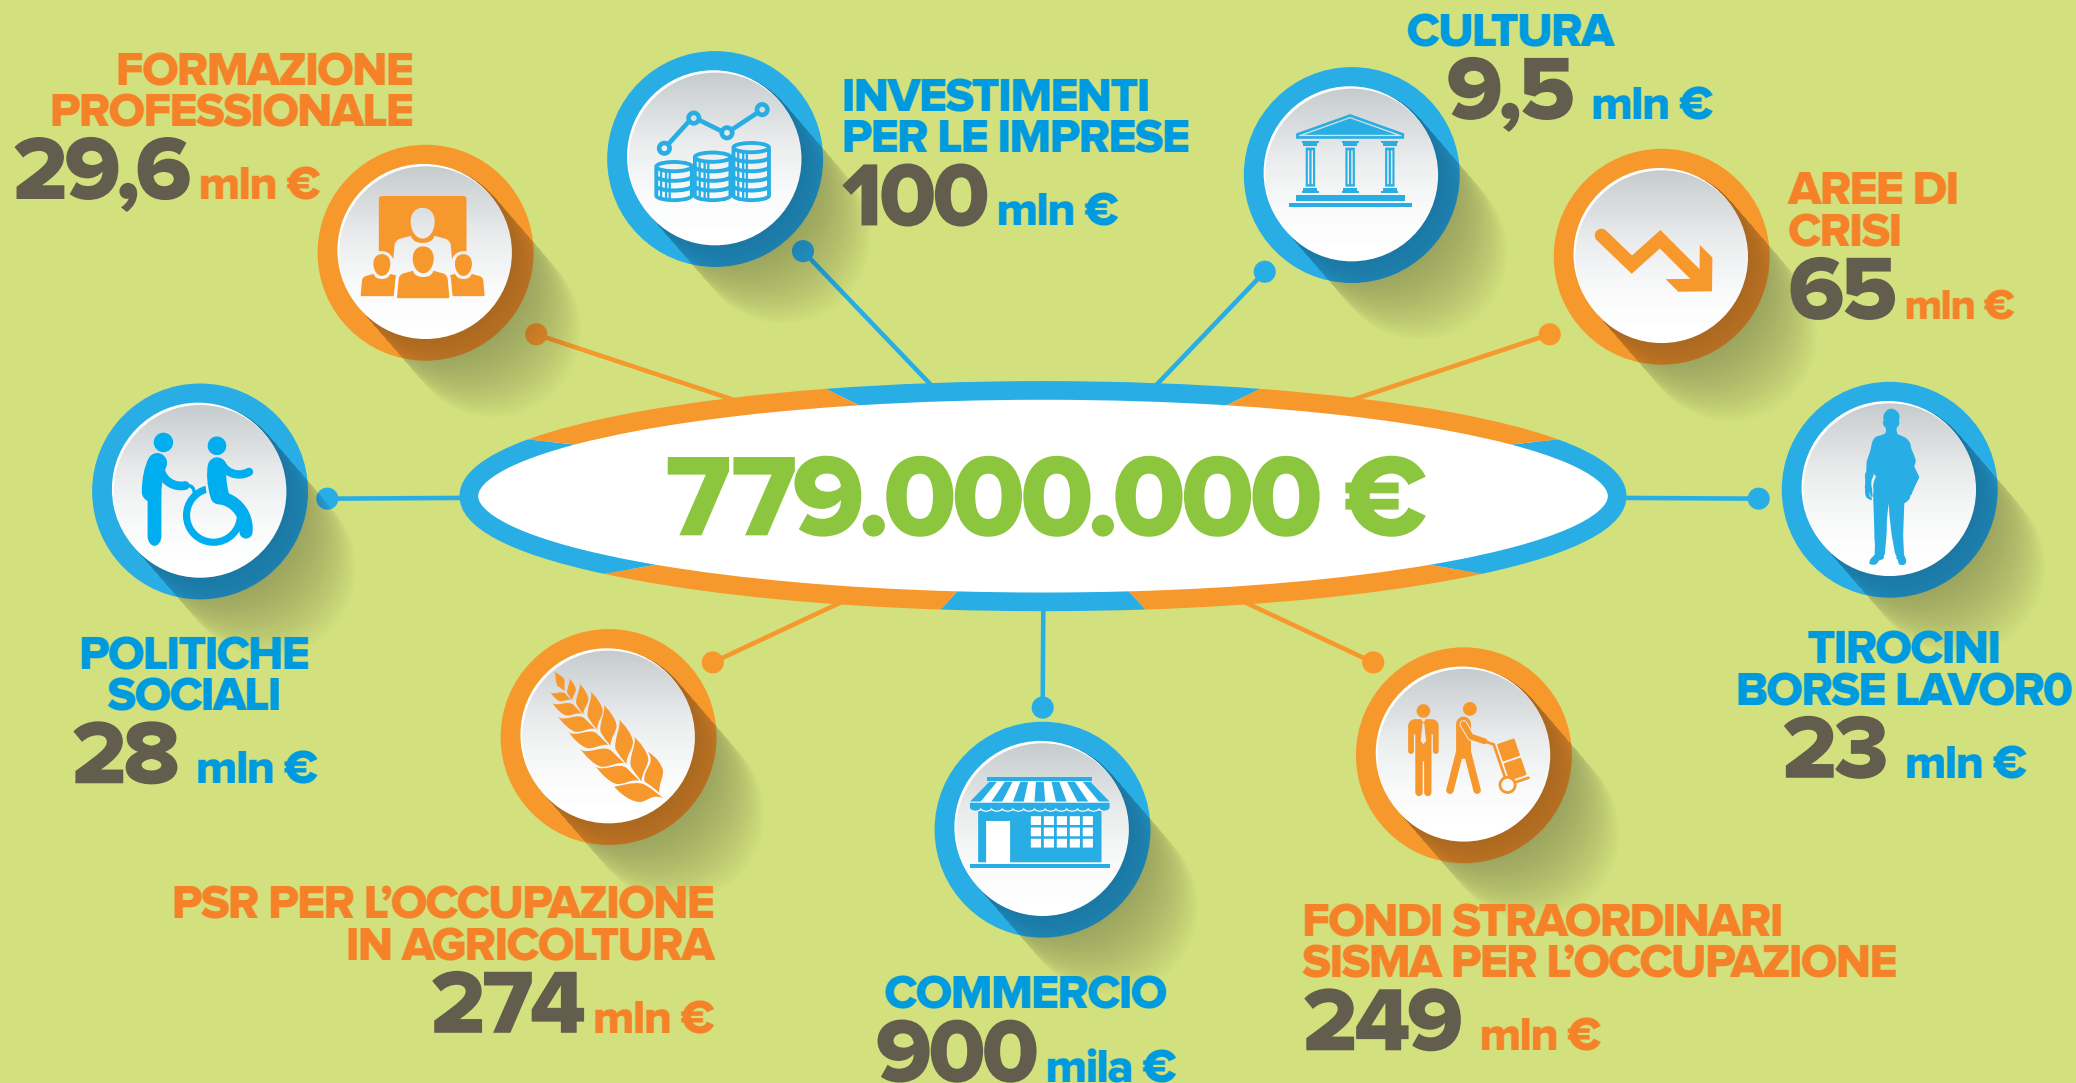 FORMAZIONE
PROFESSIONALE
29,6 mln €
INVESTIMENTI
PER LE IMPRESE
100 mln €
CULTURA
9,5 mln €
AREE DI
CRISI
65 mln €
779.000.000 €
POLITICHE
SOCIALI
28 mln €
TIROCINI
BORSE LAVOR0
23 mln €
PSR PER L’OCCUPAZIONE
IN AGRICOLTURA
274 mln €
COMMERCIO
900 mila €
FONDI STRAORDINARI
SISMA PER L’OCCUPAZIONE
249 mln €